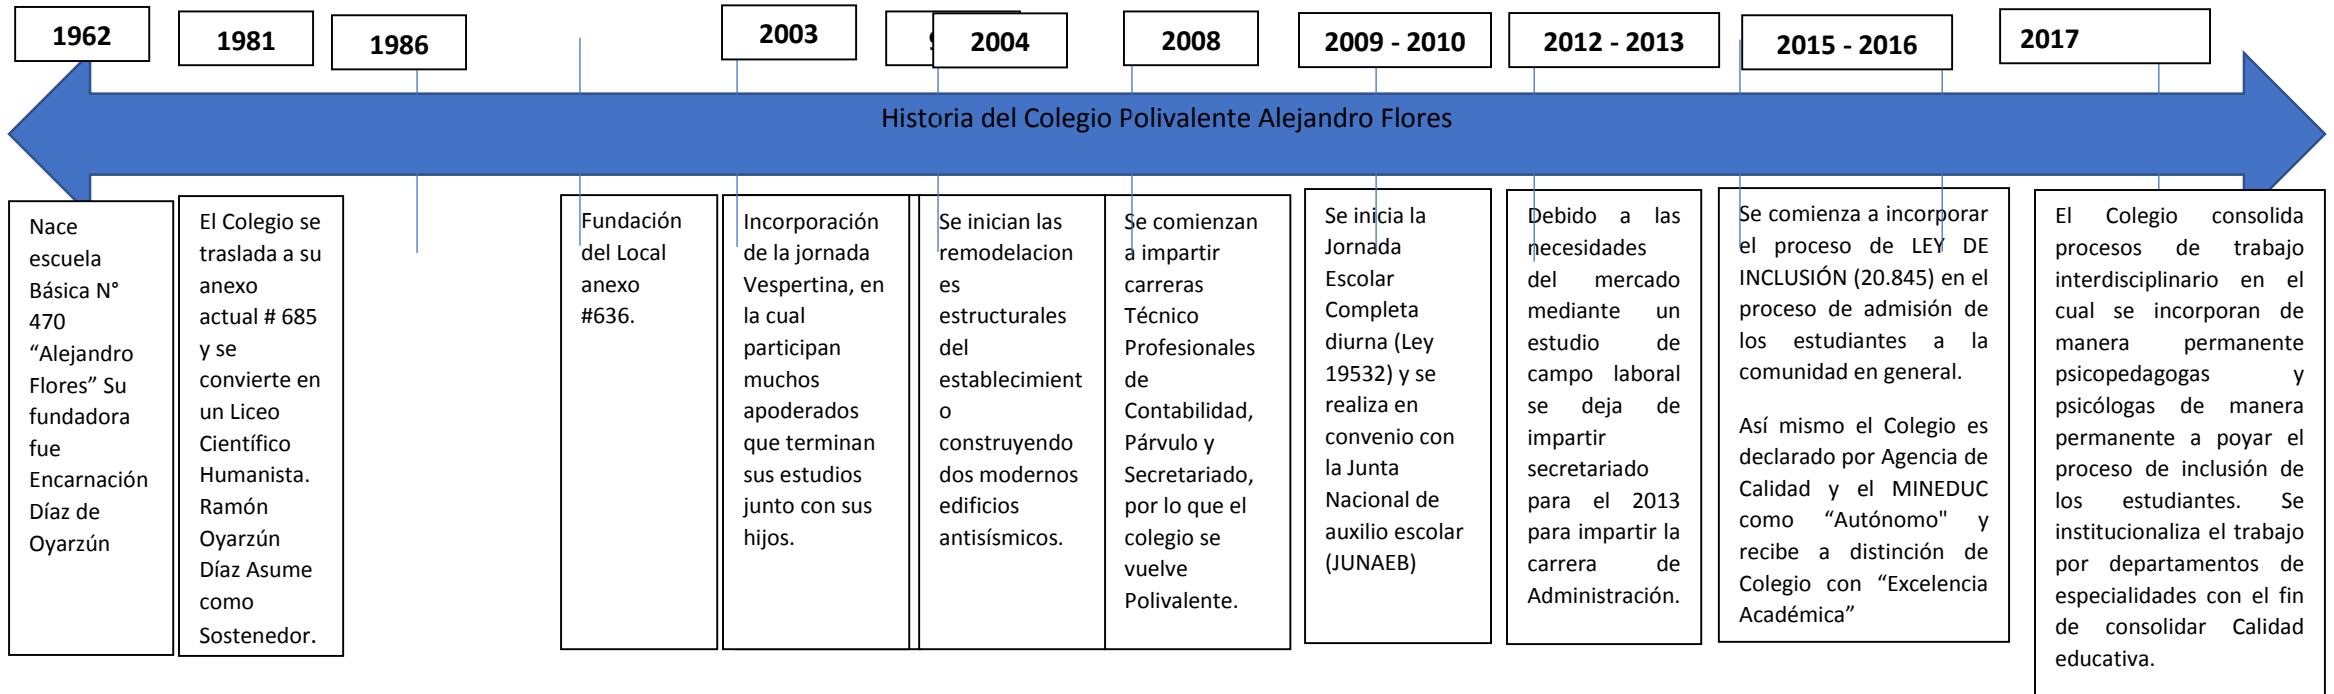 1962
1981
1986
2003
2004
2008
2009 - 2010
2012 - 2013
2015 - 2016
2017
Historia del Colegio Polivalente Alejandro Flores
Nace
escuela
Básica N°
470
“Alejandro
Flores” Su
fundadora
fue
Encarnación
Díaz de
Oyarzún
El Colegio se
traslada a su
anexo
actual # 685
y se
convierte en
un Liceo
Científico
Humanista.
Ramón
Oyarzún
Díaz Asume
como
Sostenedor.
Fundación
del Local
anexo
#636.
Incorporación
de la jornada
Vespertina, en
la cual
participan
muchos
apoderados
que terminan
sus estudios
junto con sus
hijos.
Se inician las
remodelacion
es
estructurales
del
establecimient
o
construyendo
dos modernos
edificios
antisísmicos.
Se comienzan
a impartir
carreras
Técnico
Profesionales
de
Contabilidad,
Párvulo y
Secretariado,
por lo que el
colegio se
vuelve
Polivalente.
Se inicia la
Jornada
Escolar
Completa
diurna (Ley
19532) y se
realiza en
convenio con
la Junta
Nacional de
auxilio escolar
(JUNAEB)
Debido a las
necesidades
del mercado
mediante un
estudio de
campo laboral
se deja de
impartir
secretariado
para el 2013
para impartir la
carrera de
Administración.
Se comienza a incorporar
el proceso de LEY DE
INCLUSIÓN (20.845) en el
proceso de admisión de
los estudiantes a la
comunidad en general.
Así mismo el Colegio es
declarado por Agencia de
Calidad y el MINEDUC
como “Autónomo" y
recibe a distinción de
Colegio con “Excelencia
Académica”
El Colegio consolida
procesos de trabajo
interdisciplinario en el
cual se incorporan de
manera permanente
psicopedagogas y
psicólogas de manera
permanente a poyar el
proceso de inclusión de
los estudiantes. Se
institucionaliza el trabajo
por departamentos de
especialidades con el fin
de consolidar Calidad
educativa.